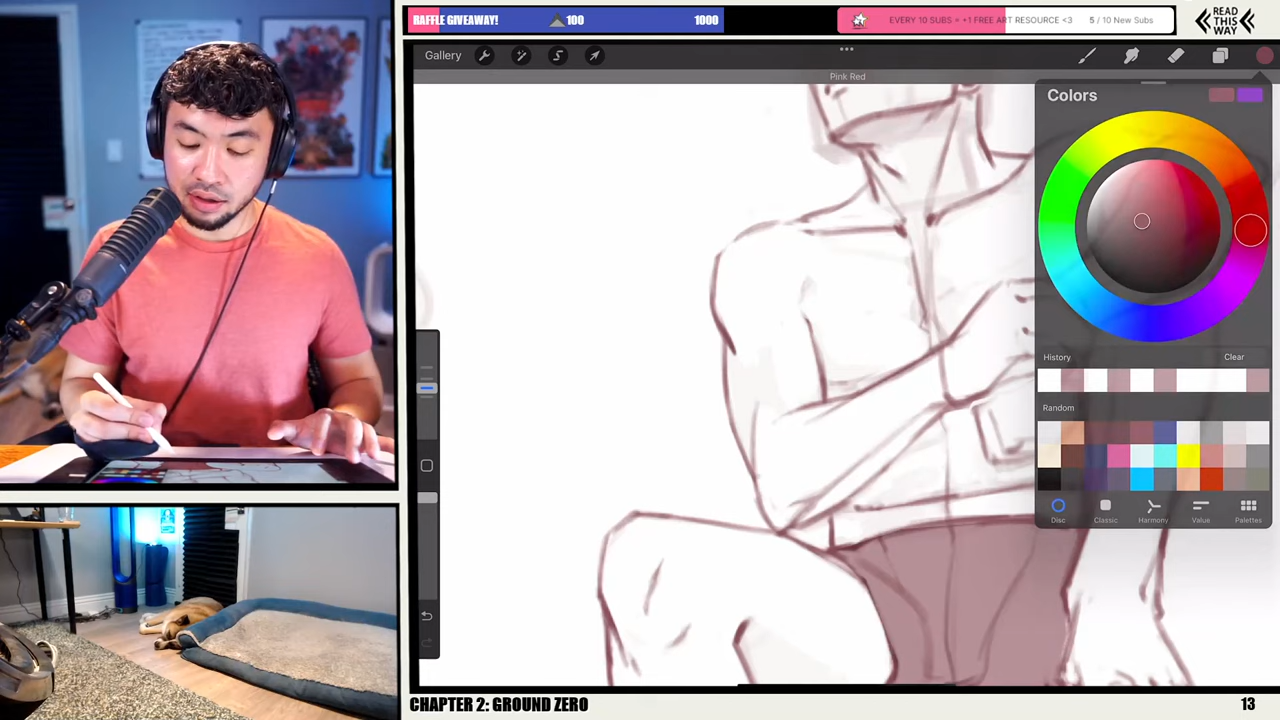 RAFFLE GIVEAWAY! 100 1000
EVERY 10 SUBS = +1 FREE ART RESOURCE <3 5 / 10 New Subs
READ
THIS
WAY
Gallery
Pink Red
Colors
History Clear
Random
Disc Classic Harmony Value Palettes
CHAPTER 2: GROUND ZERO 13